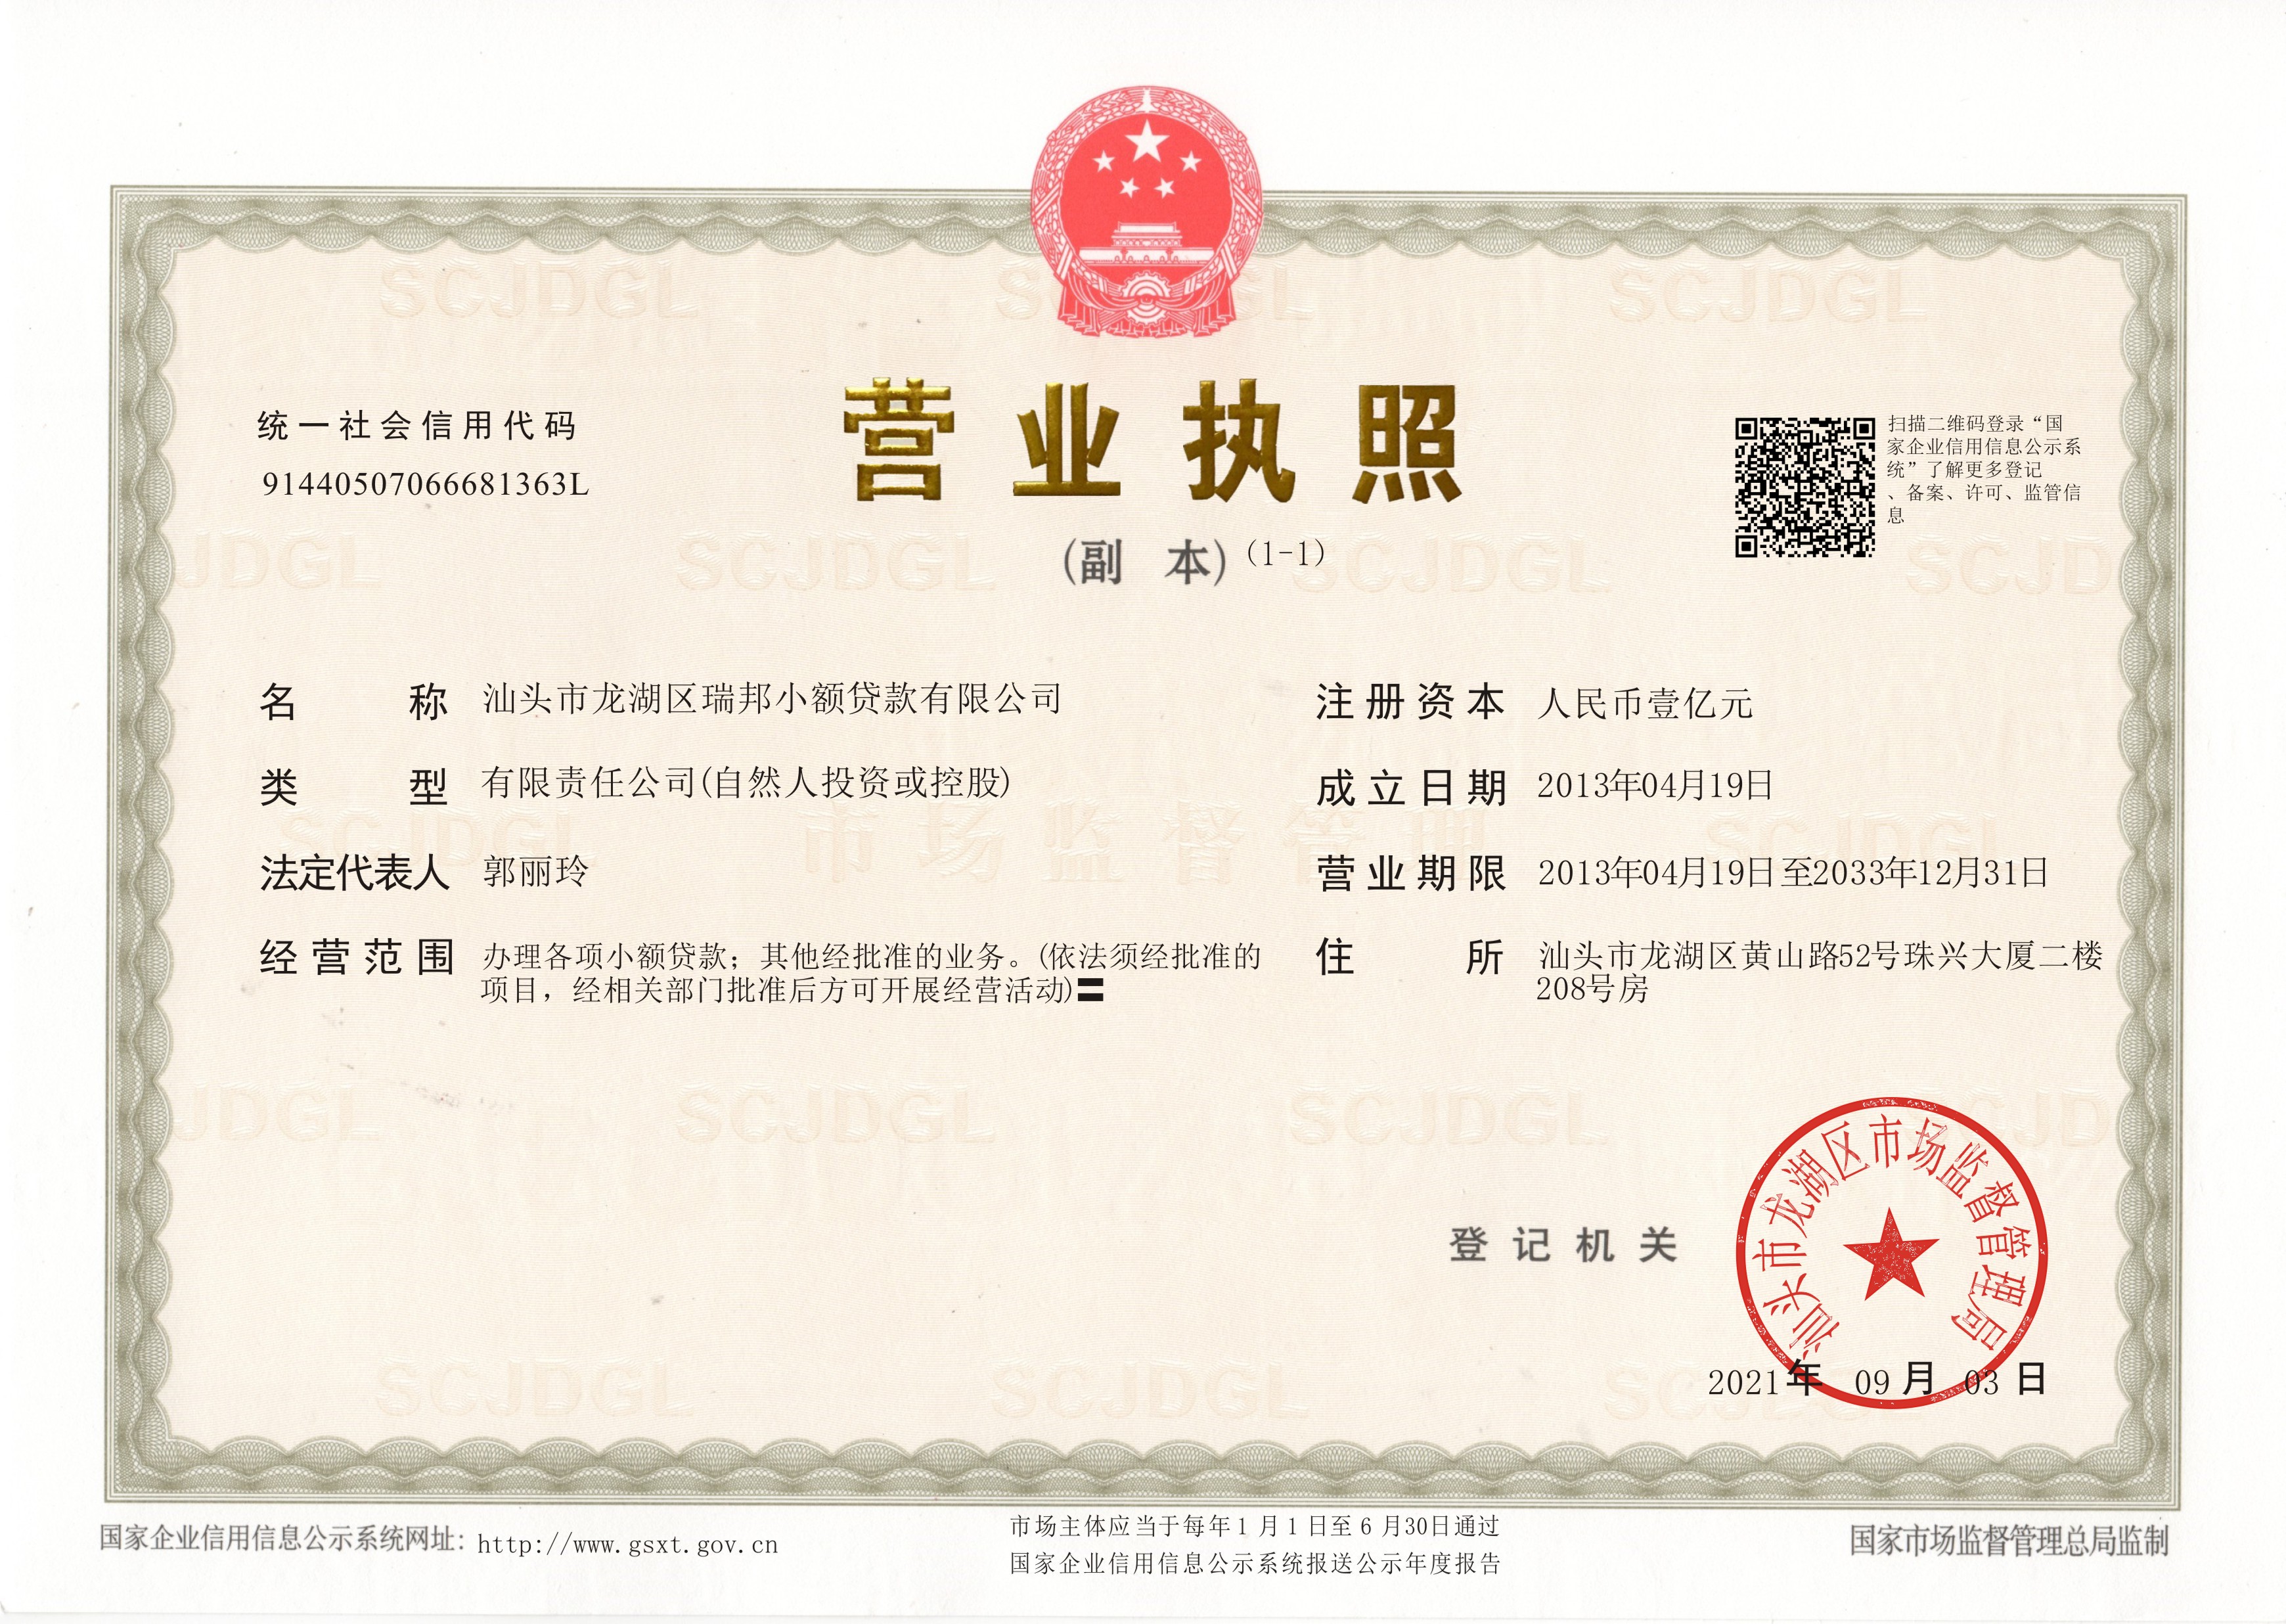 营业执照
(副 本)(1-1)
统一社会信用代码
91440507066681363L
扫描二维码登录“国
家企业信用信息公示系
统”了解更多登记
、备案、许可、监管信
息
名 称 汕头市龙湖区瑞邦小额贷款有限公司
类 型 有限责任公司(自然人投资或控股)
法定代表人 郭丽玲
经营范围 办理各项小额贷款；其他经批准的业务。(依法须经批准的
项目，经相关部门批准后方可开展经营活动)〓
注册资本 人民币壹亿元
成立日期 2013年04月19日
营业期限 2013年04月19日至2033年12月31日
住 所 汕头市龙湖区黄山路52号珠兴大厦二楼
208号房
登记机关
汕头市龙湖区市场监督管理局
2021年 09月 03日
国家企业信用信息公示系统网址：http://www.gsxt.gov.cn
市场主体应当于每年1月1日至6月30日通过
国家企业信用信息公示系统报送公示年度报告
国家市场监督管理总局监制
SCJDGL
市场监督管理